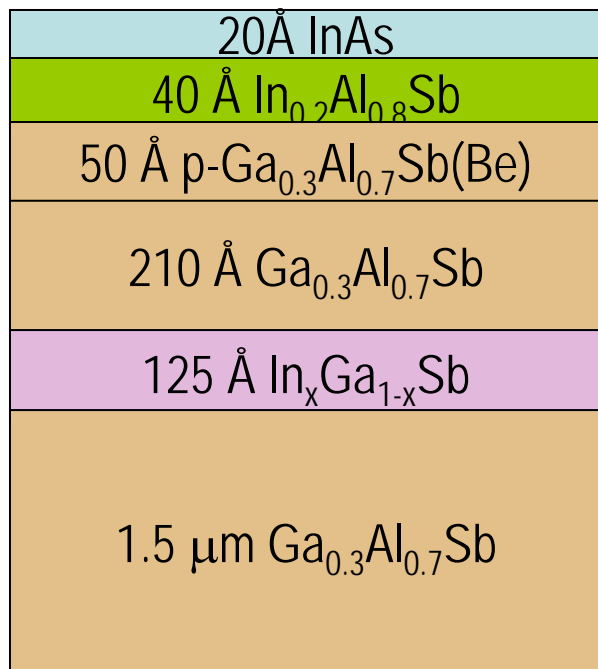 20Å InAs
40 Å In₀.₂Al₀.₈Sb
50 Å p-Ga₀.₃Al₀.₇Sb(Be)
210 Å Ga₀.₃Al₀.₇Sb
125 Å InₓGa₁₋ₓSb
1.5 μm Ga₀.₃Al₀.₇Sb